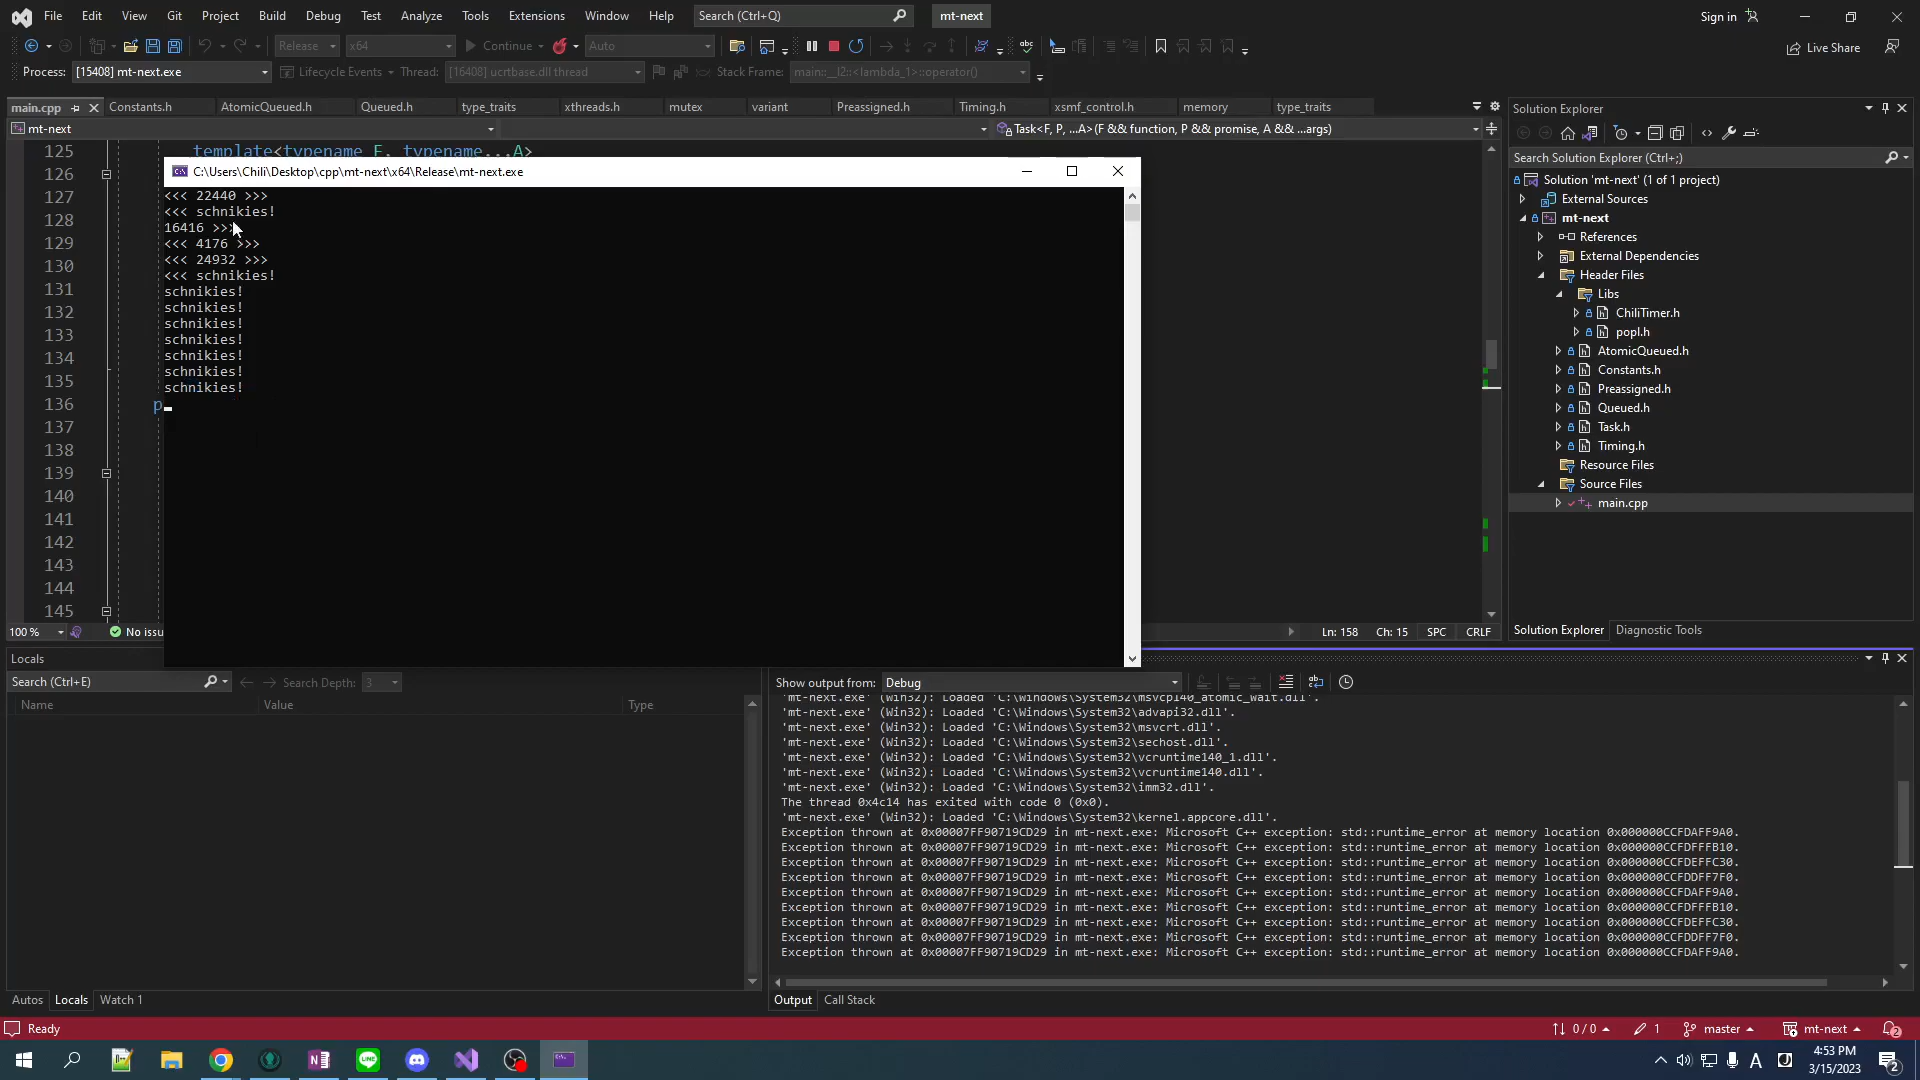 File Edit View Git Project Build Debug Test Analyze Tools Extensions Window Help Search (Ctrl+Q) mt-next Sign in
Release x64 Continue Auto Live Share
Process: [15408] mt-next.exe Lifecycle Events Thread: [16408] ucrtbase.dll thread Stack Frame: main::__l2::<lambda_1>::operator()
main.cpp Constants.h AtomicQueued.h Queued.h type_traits xthreads.h mutex variant Preassigned.h Timing.h xsmf_control.h memory type_traits
mt-next Task<F, P, ...A>(F && function, P && promise, A && ...args)
125 template<typename F, typename...A>
126
127
128
129
130
131
132
133
134
135
136 p
137
138
139
140
141
142
143
144
145
C:\Users\Chili\Desktop\cpp\mt-next\x64\Release\mt-next.exe
<<< 22440 >>>
<<< schnikies!
16416 >>>
<<< 4176 >>>
<<< 24932 >>>
<<< schnikies!
schnikies!
schnikies!
schnikies!
schnikies!
schnikies!
schnikies!
schnikies!
100 % No issu Ln: 158 Ch: 15 SPC CRLF
Solution Explorer
Search Solution Explorer (Ctrl+;)
Solution 'mt-next' (1 of 1 project)
External Sources
mt-next
References
External Dependencies
Header Files
Libs
ChiliTimer.h
popl.h
AtomicQueued.h
Constants.h
Preassigned.h
Queued.h
Task.h
Timing.h
Resource Files
Source Files
main.cpp
Solution Explorer Diagnostic Tools
Locals
Search (Ctrl+E) Search Depth: 3
Name Value Type
Autos Locals Watch 1
Show output from: Debug
'mt-next.exe' (Win32): Loaded 'C:\Windows\System32\msvcp140_atomic_wait.dll'.
'mt-next.exe' (Win32): Loaded 'C:\Windows\System32\advapi32.dll'.
'mt-next.exe' (Win32): Loaded 'C:\Windows\System32\msvcrt.dll'.
'mt-next.exe' (Win32): Loaded 'C:\Windows\System32\sechost.dll'.
'mt-next.exe' (Win32): Loaded 'C:\Windows\System32\vcruntime140_1.dll'.
'mt-next.exe' (Win32): Loaded 'C:\Windows\System32\vcruntime140.dll'.
'mt-next.exe' (Win32): Loaded 'C:\Windows\System32\imm32.dll'.
The thread 0x4c14 has exited with code 0 (0x0).
'mt-next.exe' (Win32): Loaded 'C:\Windows\System32\kernel.appcore.dll'.
Exception thrown at 0x00007FF90719CD29 in mt-next.exe: Microsoft C++ exception: std::runtime_error at memory location 0x000000CCFDAFF9A0.
Exception thrown at 0x00007FF90719CD29 in mt-next.exe: Microsoft C++ exception: std::runtime_error at memory location 0x000000CCFDFFFB10.
Exception thrown at 0x00007FF90719CD29 in mt-next.exe: Microsoft C++ exception: std::runtime_error at memory location 0x000000CCFDEFFC30.
Exception thrown at 0x00007FF90719CD29 in mt-next.exe: Microsoft C++ exception: std::runtime_error at memory location 0x000000CCFDDFF7F0.
Exception thrown at 0x00007FF90719CD29 in mt-next.exe: Microsoft C++ exception: std::runtime_error at memory location 0x000000CCFDAFF9A0.
Exception thrown at 0x00007FF90719CD29 in mt-next.exe: Microsoft C++ exception: std::runtime_error at memory location 0x000000CCFDFFFB10.
Exception thrown at 0x00007FF90719CD29 in mt-next.exe: Microsoft C++ exception: std::runtime_error at memory location 0x000000CCFDEFFC30.
Exception thrown at 0x00007FF90719CD29 in mt-next.exe: Microsoft C++ exception: std::runtime_error at memory location 0x000000CCFDDFF7F0.
Exception thrown at 0x00007FF90719CD29 in mt-next.exe: Microsoft C++ exception: std::runtime_error at memory location 0x000000CCFDAFF9A0.
Output Call Stack
Ready 0 / 0 1 master mt-next 2
A 4:53 PM
3/15/2023 2